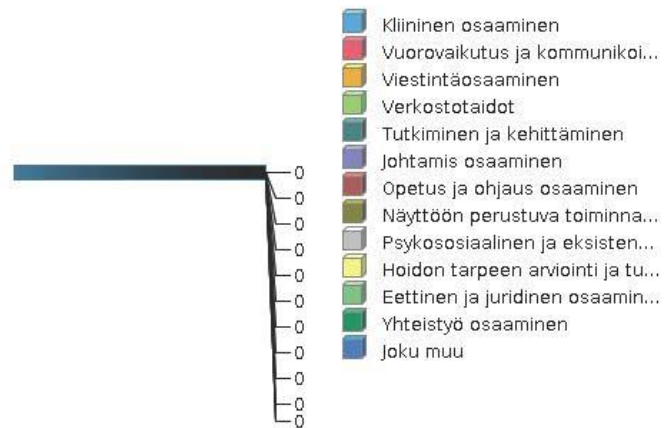 Kliininen osaaminen
Vuorovaikutus ja kommunikoi...
Viestintäosaaminen
Verkostotaidot
Tutkiminen ja kehittäminen
Johtamis osaaminen
Opetus ja ohjaus osaaminen
Näyttöön perustuva toiminna...
Psykososiaalinen ja eksisten...
Hoidon tarpeen arviointi ja tu...
Eettinen ja juridinen osaamin...
Yhteistyö osaaminen
Joku muu
0
0
0
0
0
0
0
0
0
0
0